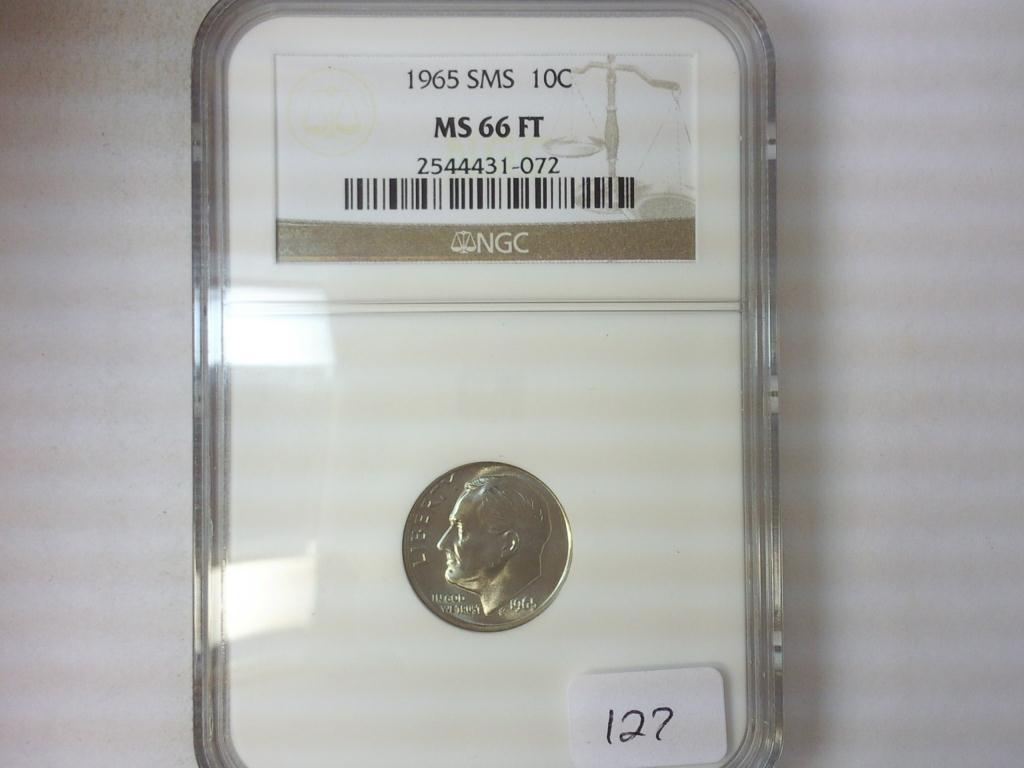 1965 SMS 10C
MS 66 FT
2544431-072
NGC
LIBERTY
IN GOD
WE TRUST
1965
127